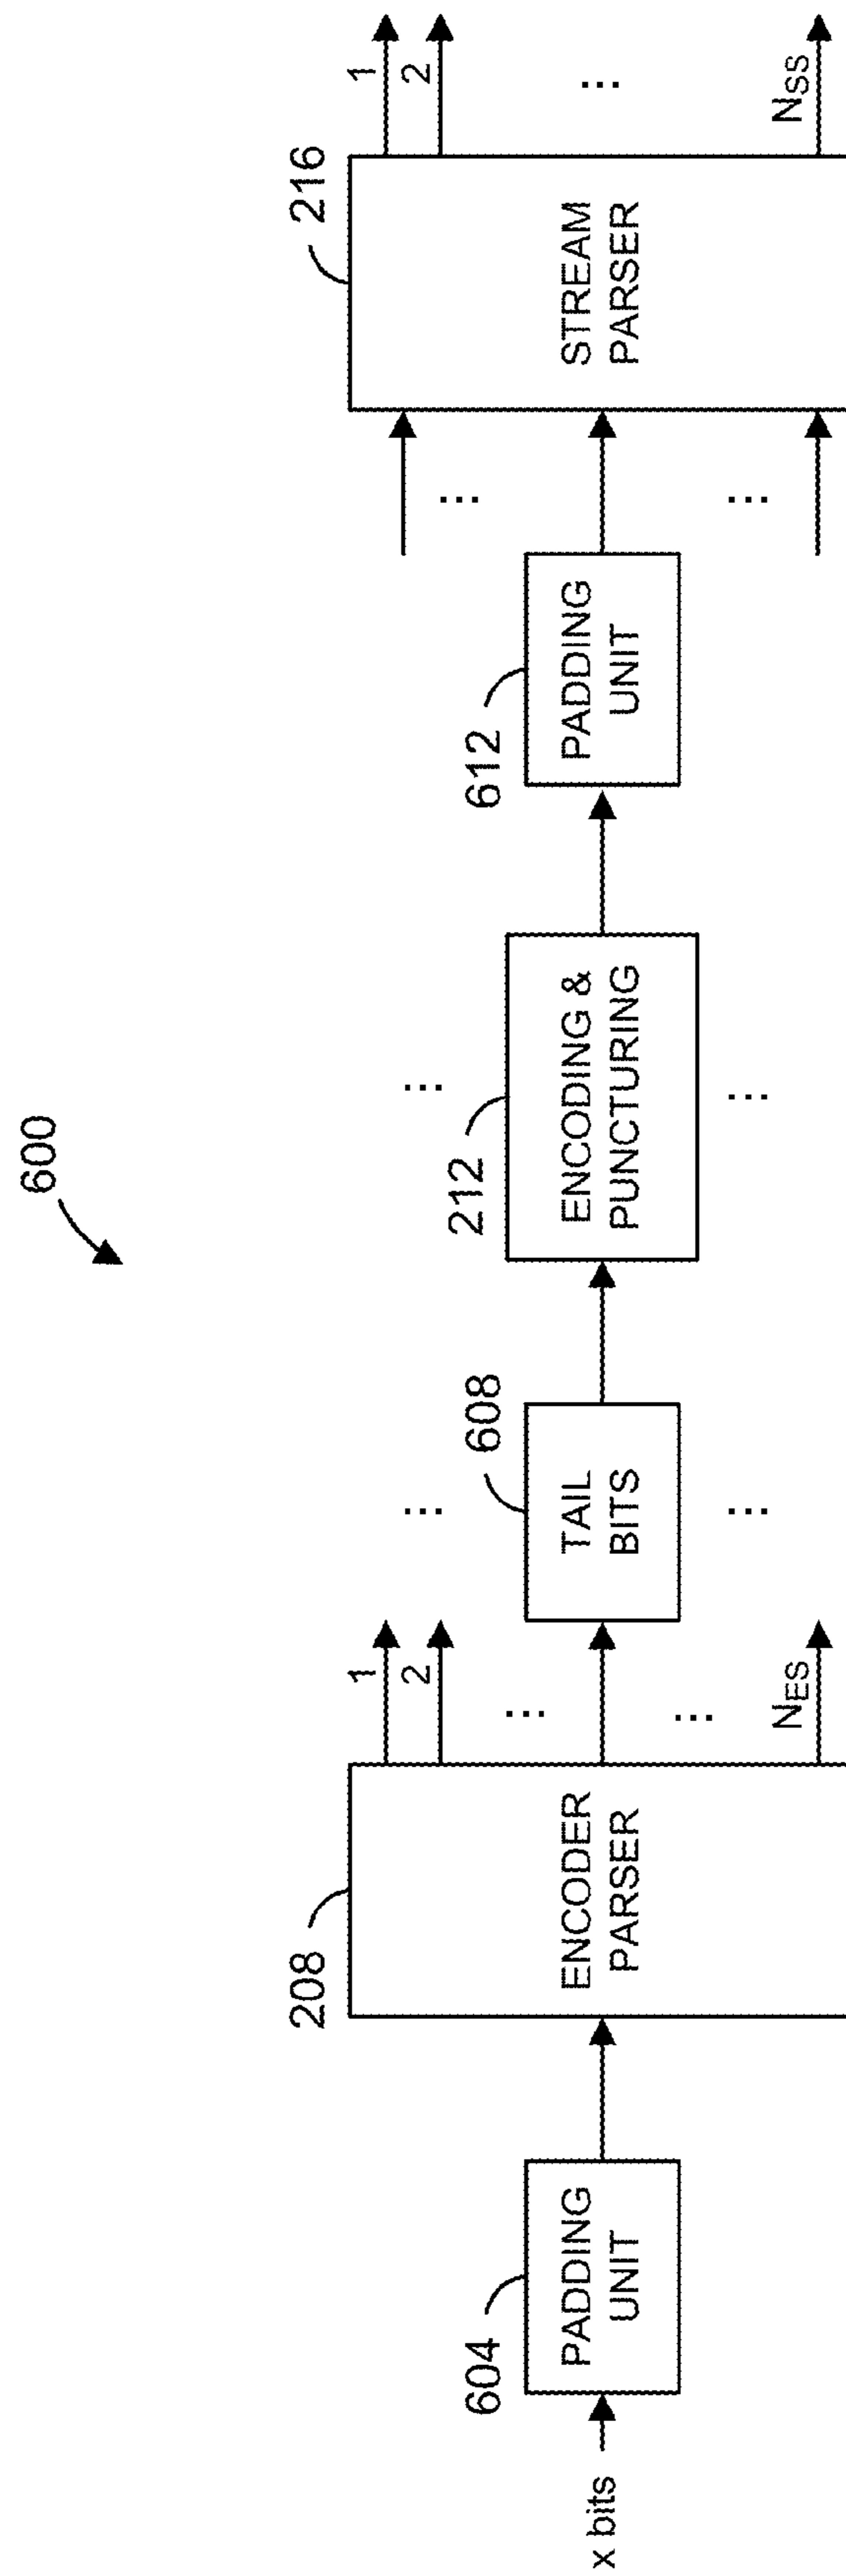 600
x bits
604
PADDING
UNIT
208
ENCODER
PARSER
1
2
...
...
N_ES
...
608
TAIL
BITS
...
...
212
ENCODING &
PUNCTURING
...
612
PADDING
UNIT
...
...
216
STREAM
PARSER
1
2
...
N_SS